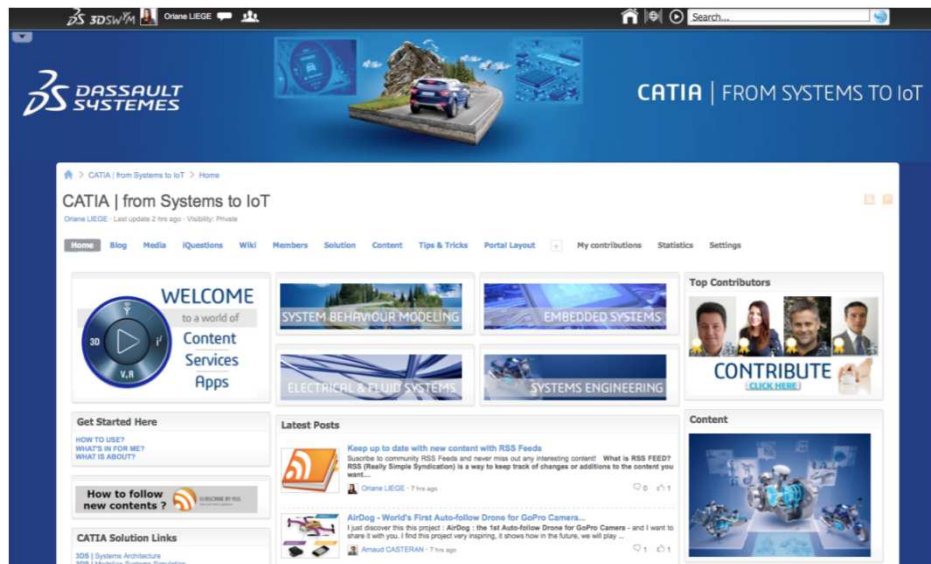 3DSWYM Oriane LIEGE Search...
DASSAULT
SYSTEMES
CATIA | FROM SYSTEMS TO IoT
CATIA | from Systems to IoT > Home
CATIA | from Systems to IoT
Oriane LIEGE - Last update 2 hrs ago - Visibility: Private
Home Blog Media iQuestions Wiki Members Solution Content Tips & Tricks Portal Layout + My contributions Statistics Settings
WELCOME
to a world of
Content
Services
Apps
3D
V.R
SYSTEM BEHAVIOUR MODELING
EMBEDDED SYSTEMS
ELECTRICAL & FLUID SYSTEMS
SYSTEMS ENGINEERING
Top Contributors
CONTRIBUTE
CLICK HERE
Get Started Here
HOW TO USE?
WHAT'S IN FOR ME?
WHAT IS ABOUT?
How to follow
new contents ?
SUBSCRIBE BY RSS
CATIA Solution Links
3DS | Systems Architecture
Latest Posts
Keep up to date with new content with RSS Feeds
Suscribe to community RSS Feeds and never miss out any interesting content! What is RSS FEED?
RSS (Really Simple Syndication) is a way to keep track of changes or additions to the content you
want...
Oriane LIEGE - 7 hrs ago 0 1
AirDog - World's First Auto-follow Drone for GoPro Camera...
I just discover this this project : AirDog : the 1st Auto-follow Drone for GoPro Camera - and I want to
share it with you. I find this project very inspiring, it shows how in the future, we will play ...
Arnaud CASTERAN - 7 hrs ago 1 1
Content